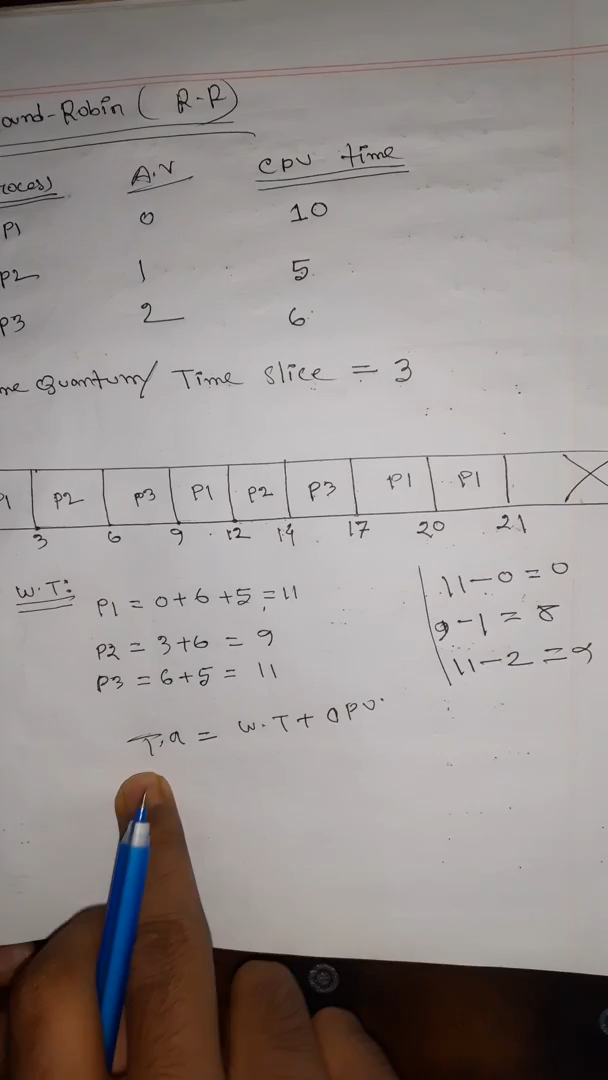 ound-Robin ( R-R)
rocess A.V CPU time
P1 0 10
P2 1 5
P3 2 6
me Quantum/ Time slice = 3
P1 P2 P3 P1 P2 P3 P1 P1
3 6 9 12 14 17 20 21
W.T:
P1 = 0+6+5 = 11
P2 = 3+6 = 9
P3 = 6+5 = 11
11-0 = 0
9-1 = 8
11-2 = 9
T.a = W.T + CPU.